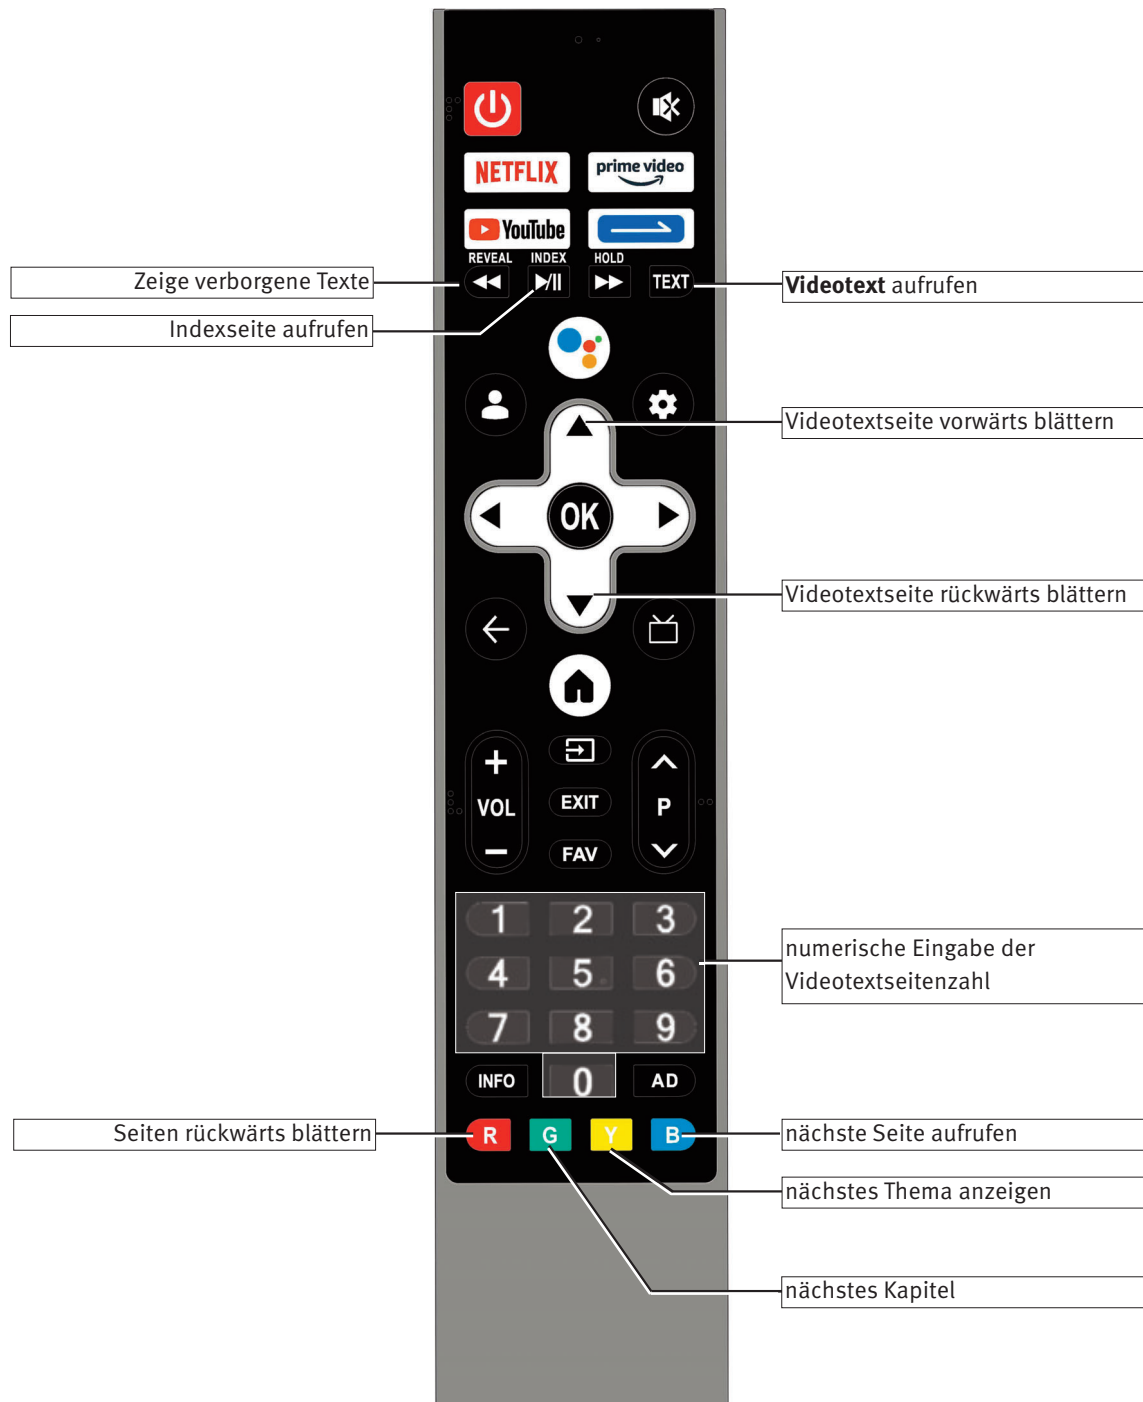 NETFLIX
prime video
YouTube
REVEAL INDEX HOLD
TEXT
Zeige verborgene Texte
Videotext aufrufen
Indexseite aufrufen
Videotextseite vorwärts blättern
OK
Videotextseite rückwärts blättern
+
VOL
−
EXIT
FAV
P
1 2 3
4 5 6
7 8 9
numerische Eingabe der
Videotextseitenzahl
INFO 0 AD
Seiten rückwärts blättern
R G Y B
nächste Seite aufrufen
nächstes Thema anzeigen
nächstes Kapitel